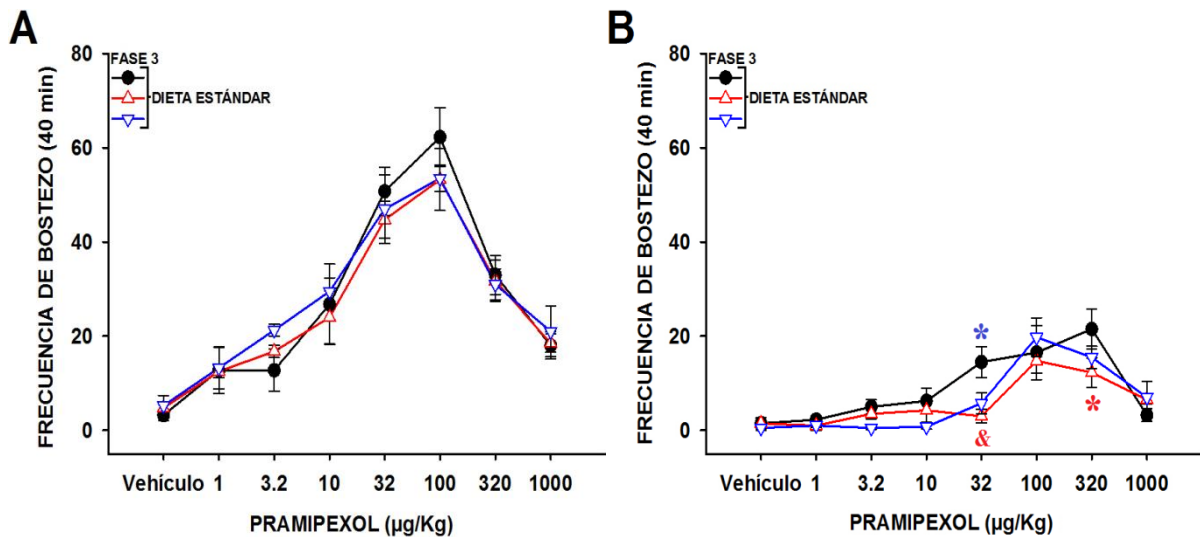 A
FRECUENCIA DE BOSTEZO (40 min)
80
60
40
20
0
FASE 3
DIETA ESTÁNDAR
Vehículo 1 3.2 10 32 100 320 1000
PRAMIPEXOL (µg/Kg)
B
FRECUENCIA DE BOSTEZO (40 min)
80
60
40
20
0
FASE 3
DIETA ESTÁNDAR
*
*
&
Vehículo 1 3.2 10 32 100 320 1000
PRAMIPEXOL (µg/Kg)